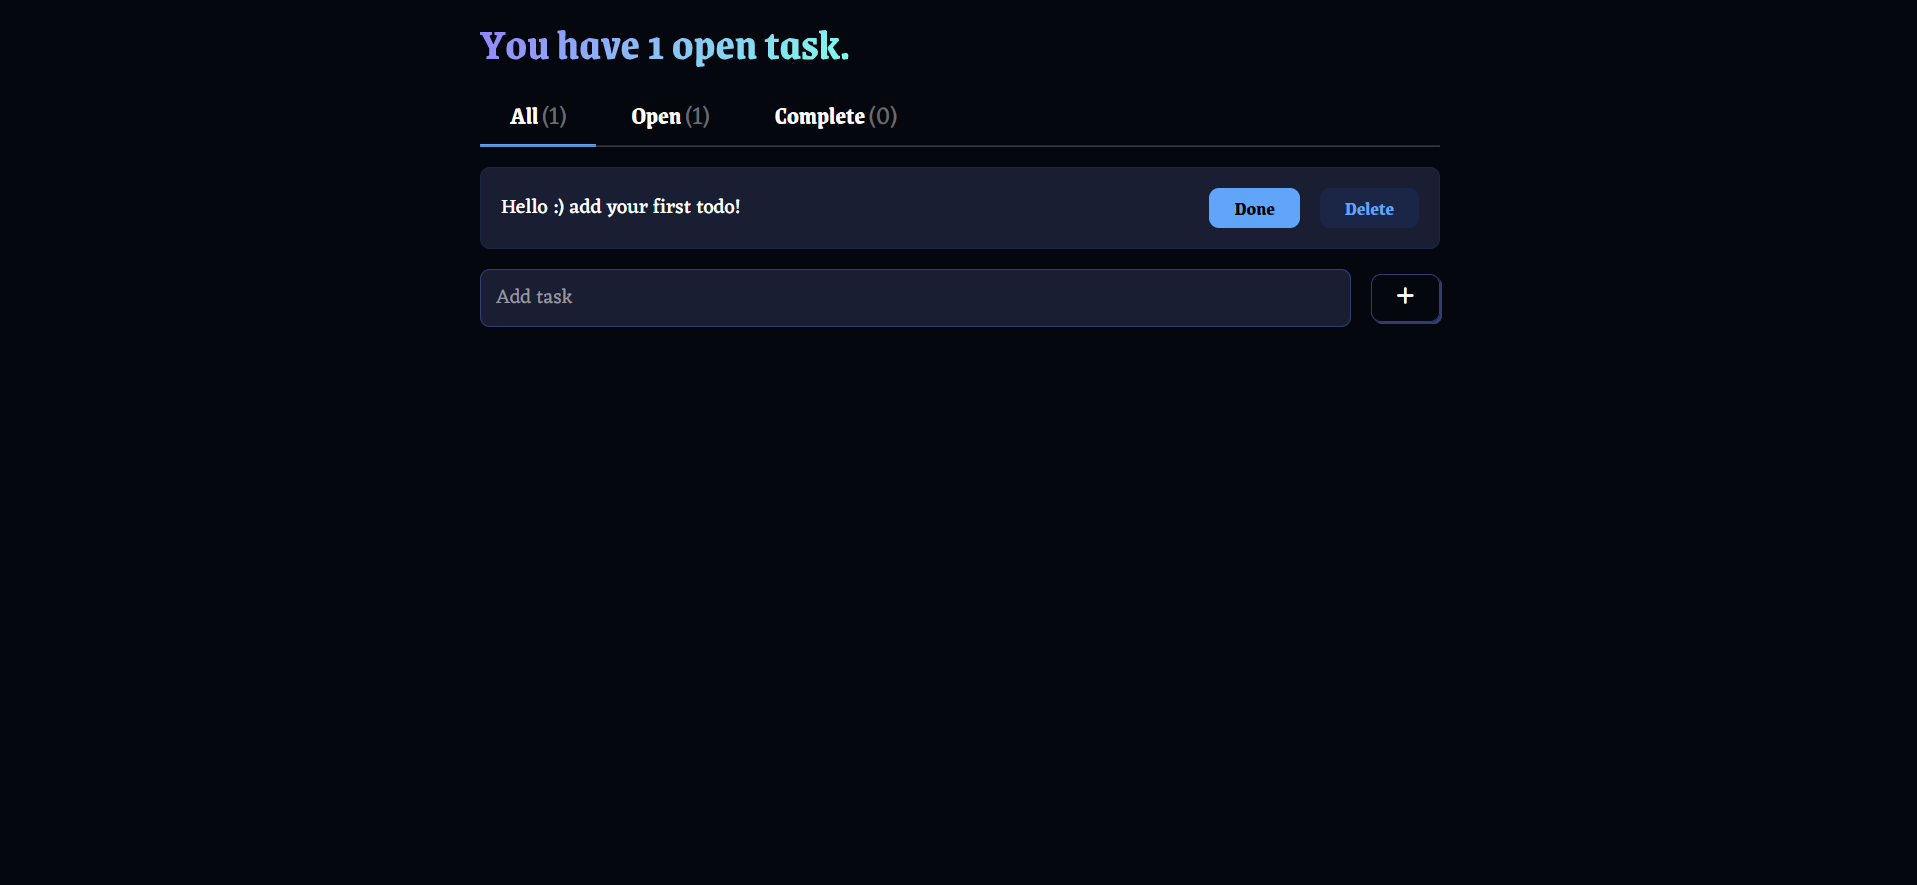 You have 1 open task.
All (1) Open (1) Complete (0)
Hello :) add your first todo! Done Delete
Add task +